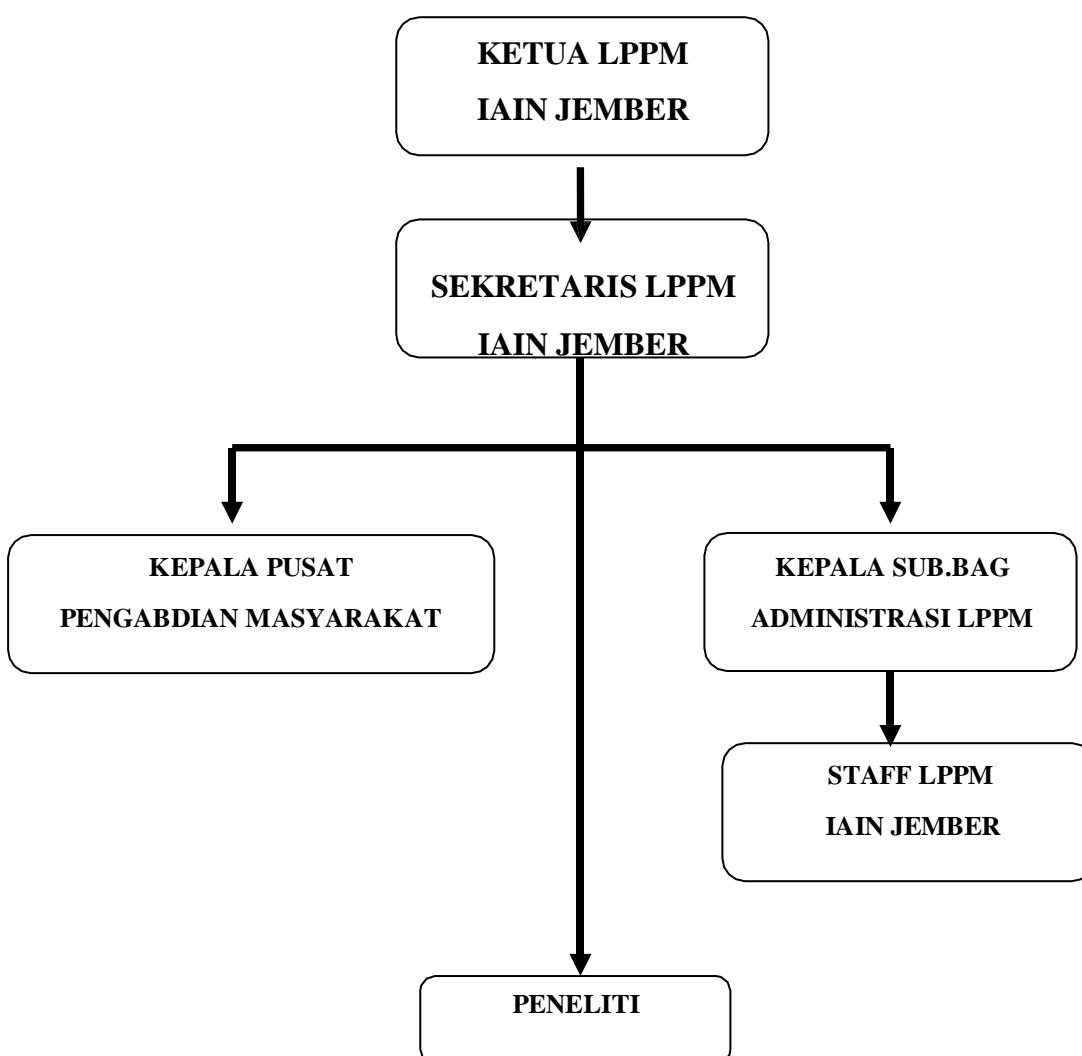 KETUA LPPM
IAIN JEMBER
SEKRETARIS LPPM
IAIN JEMBER
KEPALA PUSAT
PENGABDIAN MASYARAKAT
KEPALA SUB.BAG
ADMINISTRASI LPPM
STAFF LPPM
IAIN JEMBER
PENELITI